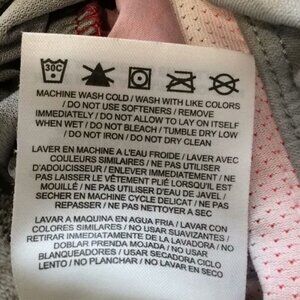 30C
MACHINE WASH COLD / WASH WITH LIKE COLORS
/ DO NOT USE SOFTENERS / REMOVE
IMMEDIATELY / DO NOT ALLOW TO LAY ON ITSELF
WHEN WET / DO NOT BLEACH / TUMBLE DRY LOW
/ DO NOT IRON / DO NOT DRY CLEAN
LAVER EN MACHINE A L'EAU FROIDE / LAVER AVEC
COULEURS SIMILAIRES / NE PAS UTILISER
D'ADOUCISSEUR / ENLEVER IMMEDIATEMENT / NE
PAS LAISSER LE VÊTEMENT PLIÉ LORSQU'IL EST
MOUILLÉ / NE PAS UTILISER D'EAU DE JAVEL /
SECHER EN MACHINE CYCLE DELICAT / NE PAS
REPASSER / NE PAS NETTOYER A SEC
LAVAR A MAQUINA EN AGUA FRIA / LAVAR CON
COLORES SIMILARES / NO USAR SUAVIZANTES /
RETIRAR INMEDIATAMENTE DE LA LAVADORA / NO
DOBLAR PRENDA MOJADA / NO USAR
BLANQUEADORES / USAR SECADORA CICLO
LENTO / NO PLANCHAR / NO LAVAR EN SECO